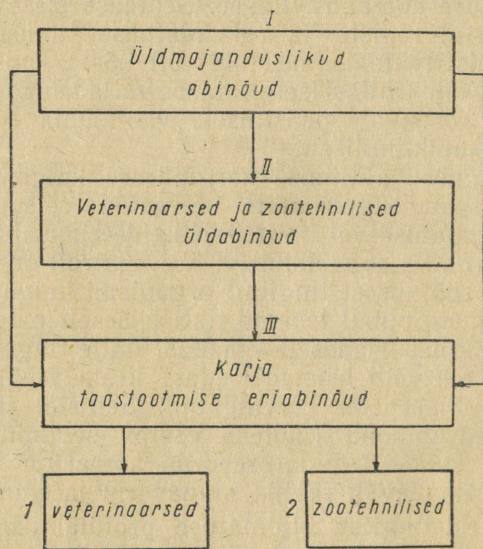 I
Üldmajanduslikud
abinõud
II
Veterinaarsed ja zootehnilised
üldabinõud
III
Karja
taastootmise eriabinõud
1 veterinaarsed
2 zootehnilised